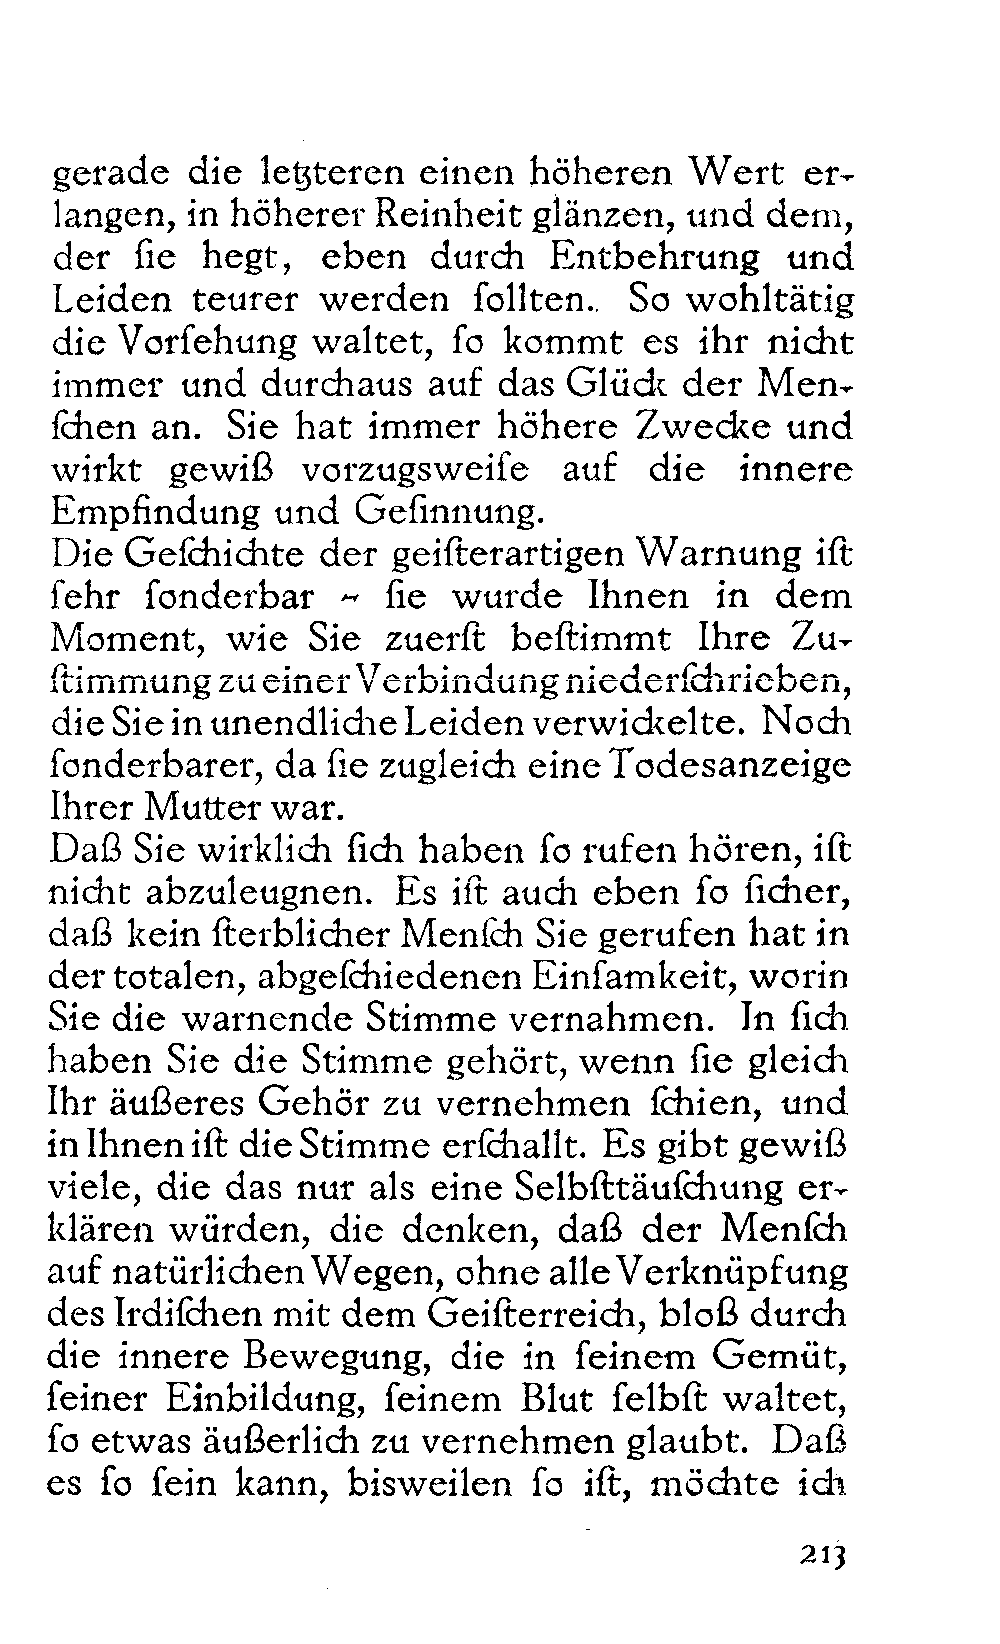 gerade die letzteren einen höheren Wert er-
langen, in höherer Reinheit glänzen, und dem,
der ſie hegt, eben durch Entbehrung und
Leiden teurer werden ſollten. So wohltätig
die Vorſehung waltet, ſo kommt es ihr nicht
immer und durchaus auf das Glück der Men-
ſchen an. Sie hat immer höhere Zwecke und
wirkt gewiß vorzugsweiſe auf die innere
Empfindung und Geſinnung.
Die Geſchichte der geiſterartigen Warnung iſt
ſehr ſonderbar - ſie wurde Ihnen in dem
Moment, wie Sie zuerſt beſtimmt Ihre Zu-
ſtimmung zu einer Verbindung niederſchrieben,
die Sie in unendliche Leiden verwickelte. Noch
ſonderbarer, da ſie zugleich eine Todesanzeige
Ihrer Mutter war.
Daß Sie wirklich ſich haben ſo rufen hören, iſt
nicht abzuleugnen. Es iſt auch eben ſo ſicher,
daß kein ſterblicher Menſch Sie gerufen hat in
der totalen, abgeſchiedenen Einſamkeit, worin
Sie die warnende Stimme vernahmen. In ſich
haben Sie die Stimme gehört, wenn ſie gleich
Ihr äußeres Gehör zu vernehmen ſchien, und
in Ihnen iſt die Stimme erſchallt. Es gibt gewiß
viele, die das nur als eine Selbſttäuſchung er-
klären würden, die denken, daß der Menſch
auf natürlichen Wegen, ohne alle Verknüpfung
des Irdiſchen mit dem Geiſterreich, bloß durch
die innere Bewegung, die in ſeinem Gemüt,
ſeiner Einbildung, ſeinem Blut ſelbſt waltet,
ſo etwas äußerlich zu vernehmen glaubt. Daß
es ſo ſein kann, bisweilen ſo iſt, möchte ich
213